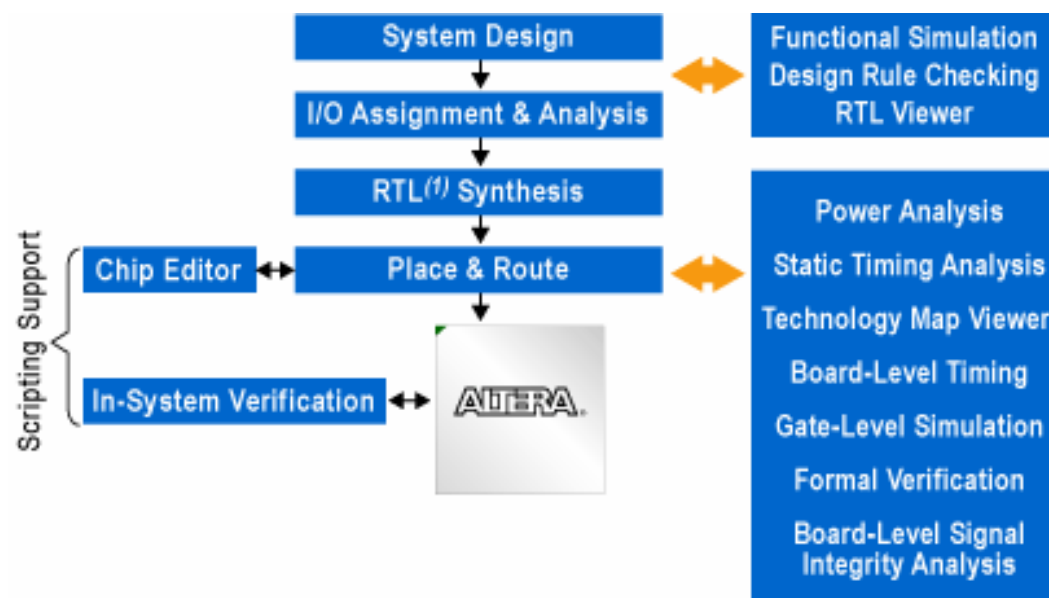 System Design
I/O Assignment & Analysis
RTL(1) Synthesis
Place & Route
Chip Editor
In-System Verification
Scripting Support
ALTERA.
Functional Simulation
Design Rule Checking
RTL Viewer
Power Analysis
Static Timing Analysis
Technology Map Viewer
Board-Level Timing
Gate-Level Simulation
Formal Verification
Board-Level Signal
Integrity Analysis